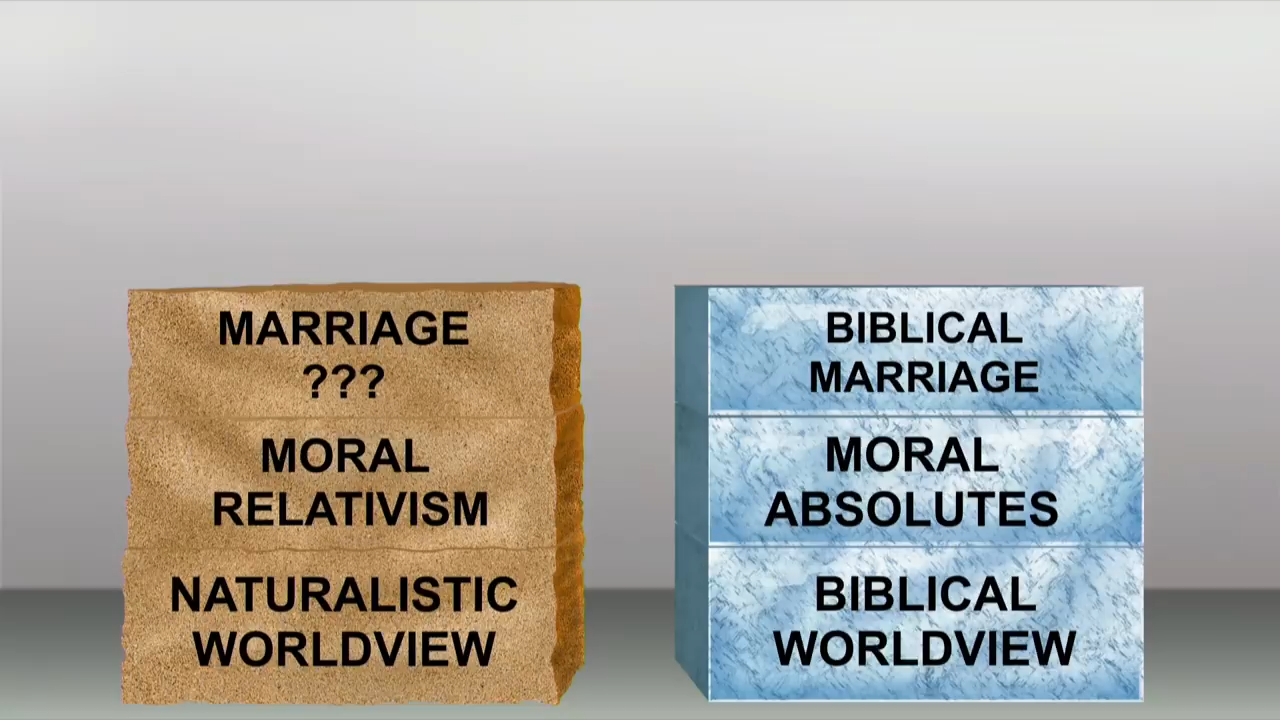 MARRIAGE
???
MORAL
RELATIVISM
NATURALISTIC
WORLDVIEW
BIBLICAL
MARRIAGE
MORAL
ABSOLUTES
BIBLICAL
WORLDVIEW